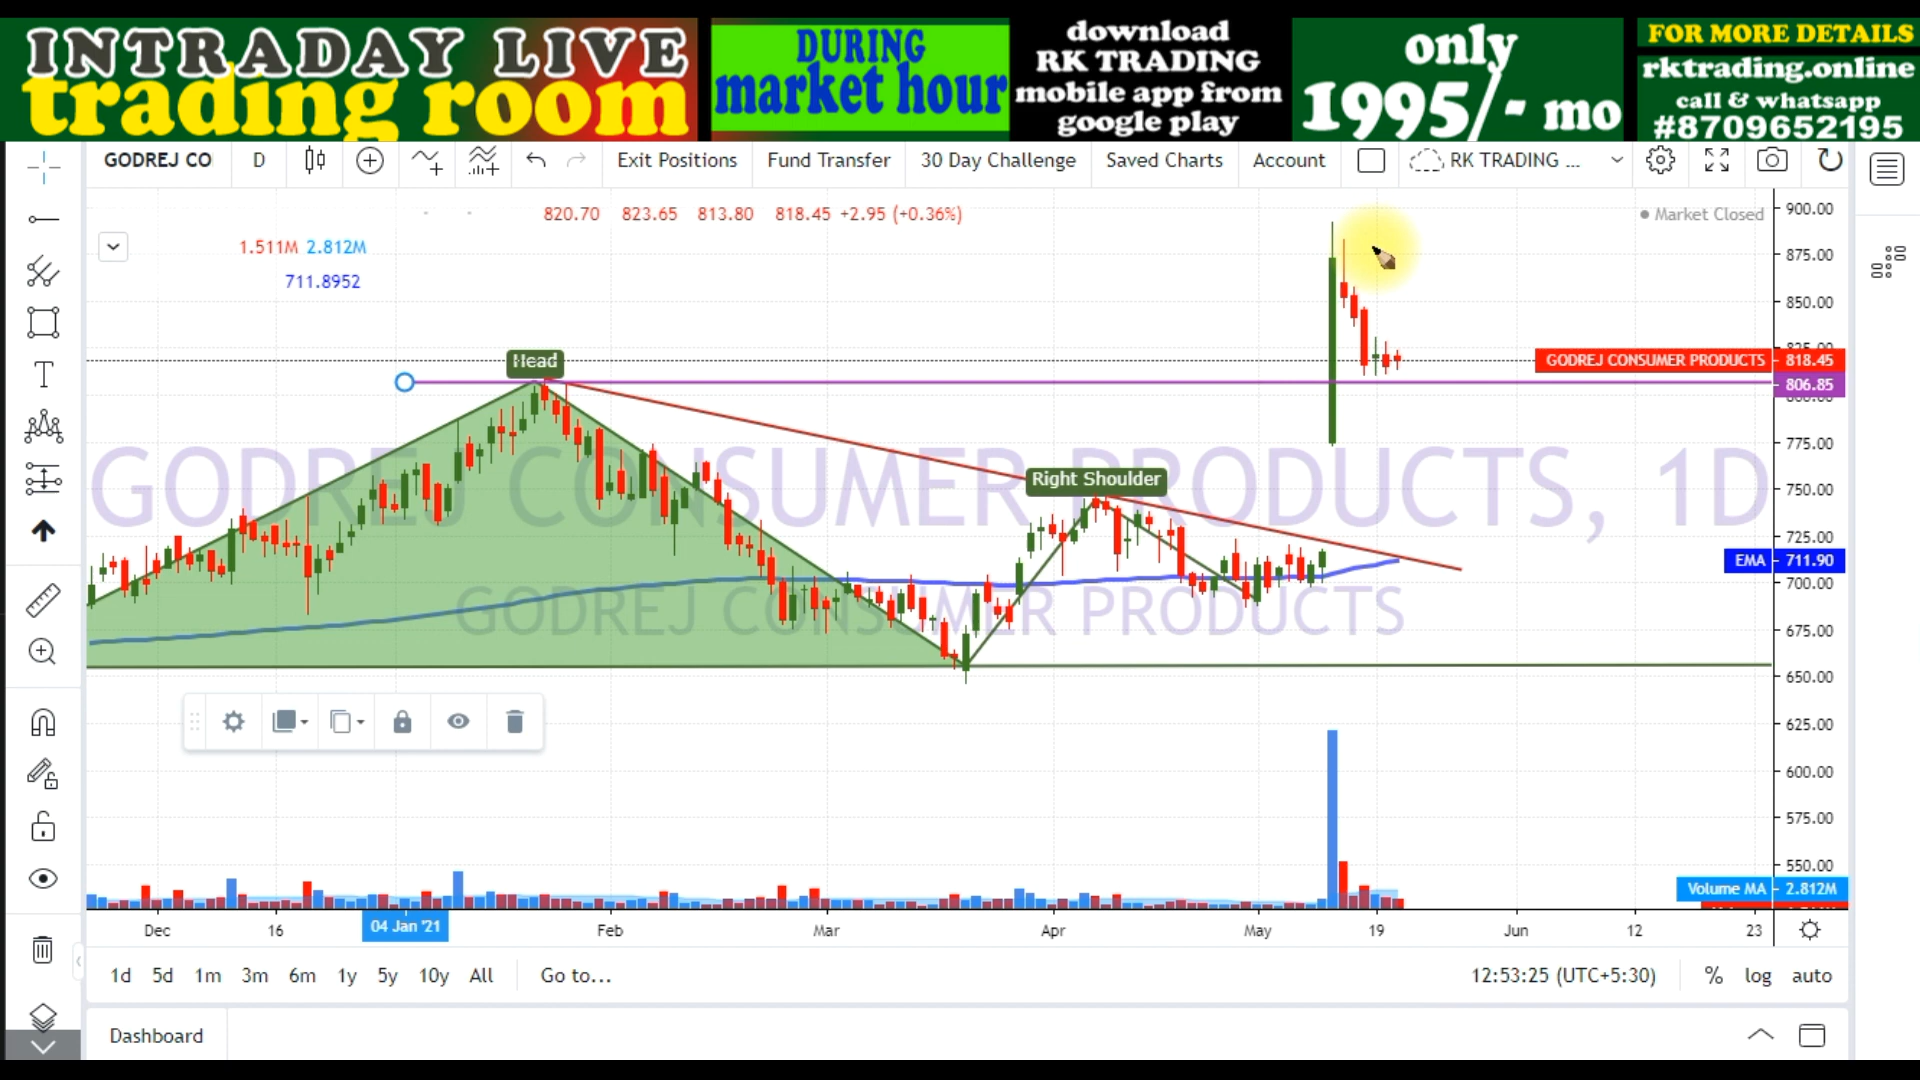 INTRADAY LIVE
trading room
DURING
market hour
download
RK TRADING
mobile app from
google play
only
1995/- mo
FOR MORE DETAILS
rktrading.online
call & whatsapp
#8709652195
GODREJ CO
D
Exit Positions
Fund Transfer
30 Day Challenge
Saved Charts
Account
RK TRADING ...
820.70 823.65 813.80 818.45 +2.95 (+0.36%)
Market Closed
1.511M 2.812M
711.8952
Head
Right Shoulder
GODREJ CONSUMER PRODUCTS, 1D
GODREJ CONSUMER PRODUCTS
900.00
875.00
850.00
825.00
GODREJ CONSUMER PRODUCTS 818.45
806.85
800.00
775.00
750.00
725.00
EMA 711.90
700.00
675.00
650.00
625.00
600.00
575.00
550.00
Volume MA 2.812M
Dec 16 04 Jan '21 Feb Mar Apr May 19 Jun 12 23
1d 5d 1m 3m 6m 1y 5y 10y All Go to...
12:53:25 (UTC+5:30) % log auto
Dashboard